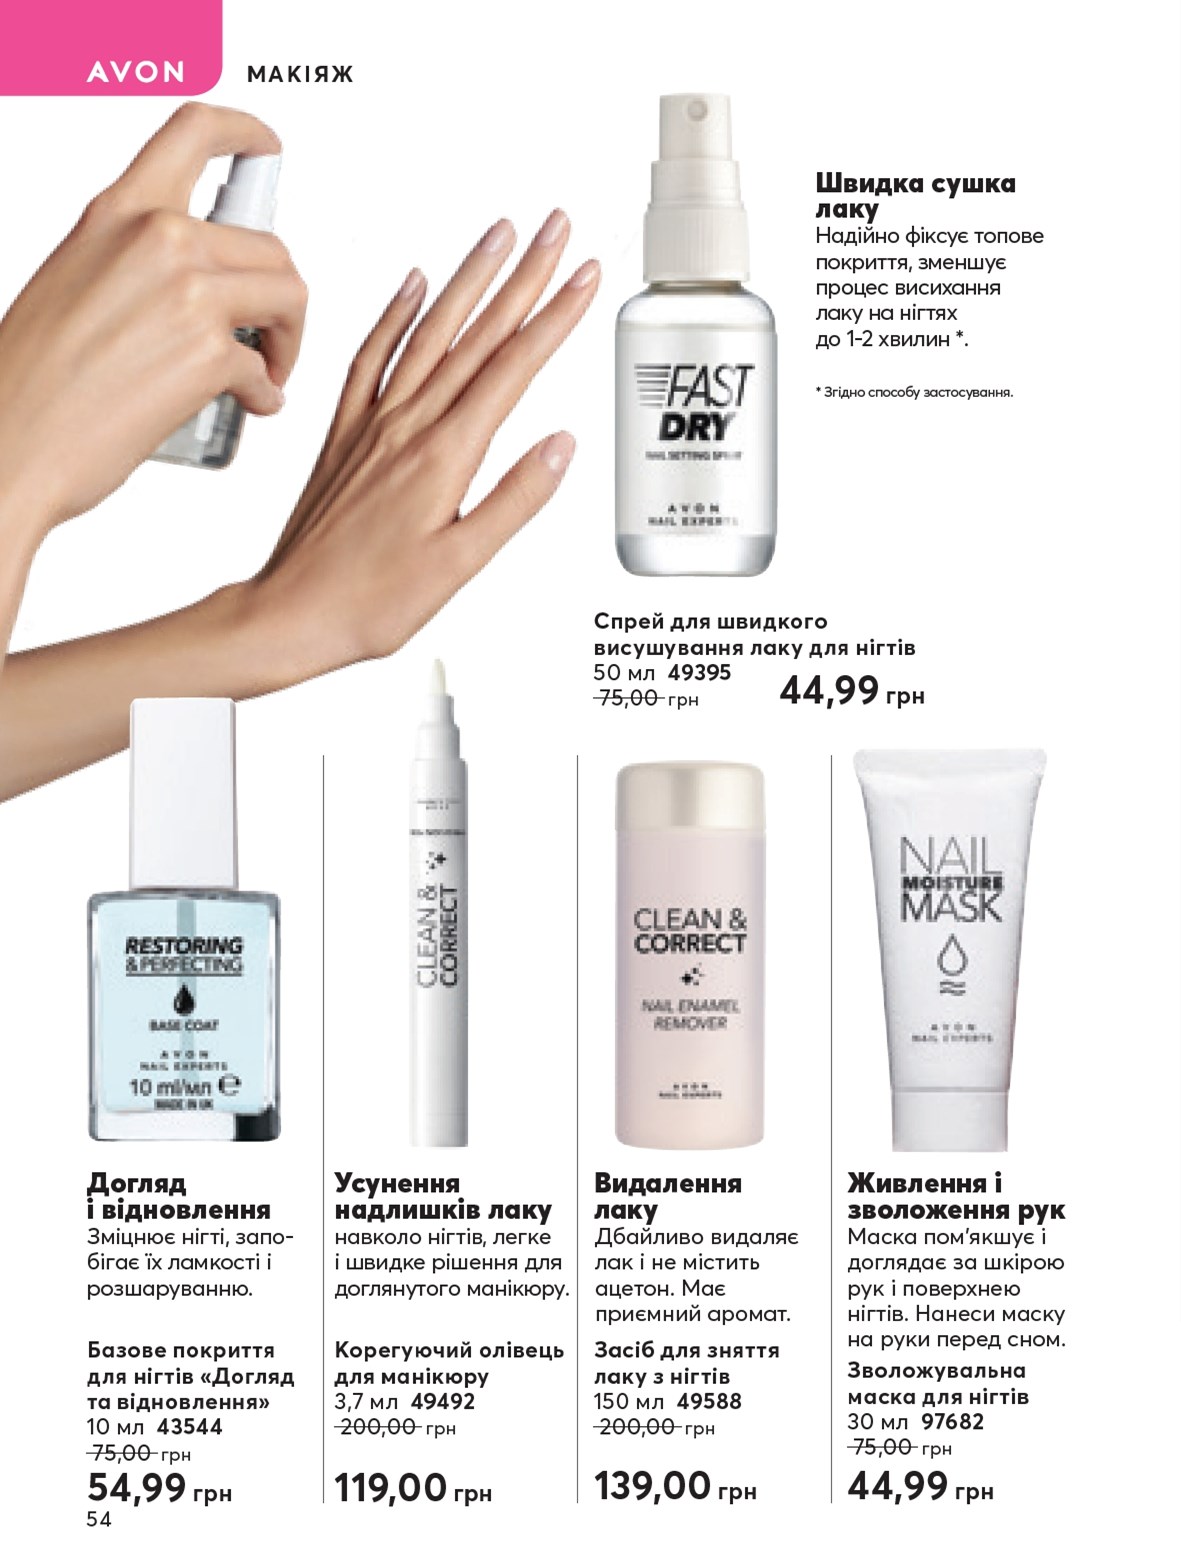 AVON
МАКІЯЖ
Швидка сушка
лаку
Надійно фіксує топове
покриття, зменшує
процес висихання
лаку на нігтях
до 1-2 хвилин *.
* Згідно способу застосування.
FAST
DRY
NAIL SETTING SPRAY
AVON
NAIL EXPERTS
Спрей для швидкого
висушування лаку для нігтів
50 мл 49395
75,00 грн
44,99 грн
RESTORING
& PERFECTING
BASE COAT
AVON
NAIL EXPERTS
10 ml/мл
MADE IN UK
Догляд
і відновлення
Зміцнює нігті, запо-
бігає їх ламкості і
розшаруванню.
Базове покриття
для нігтів «Догляд
та відновлення»
10 мл 43544
75,00 грн
54,99 грн
CLEAN &
CORRECT
Усунення
надлишків лаку
навколо нігтів, легке
і швидке рішення для
доглянутого манікюру.
Корегуючий олівець
для манікюру
3,7 мл 49492
200,00 грн
119,00 грн
CLEAN &
CORRECT
NAIL ENAMEL
REMOVER
AVON
NAIL EXPERTS
Видалення
лаку
Дбайливо видаляє
лак і не містить
ацетон. Має
приємний аромат.
Засіб для зняття
лаку з нігтів
150 мл 49588
200,00 грн
139,00 грн
NAIL
MOISTURE
MASK
AVON
NAIL EXPERTS
Живлення і
зволоження рук
Маска пом'якшує і
доглядає за шкірою
рук і поверхнею
нігтів. Нанеси маску
на руки перед сном.
Зволожувальна
маска для нігтів
30 мл 97682
75,00 грн
44,99 грн
54